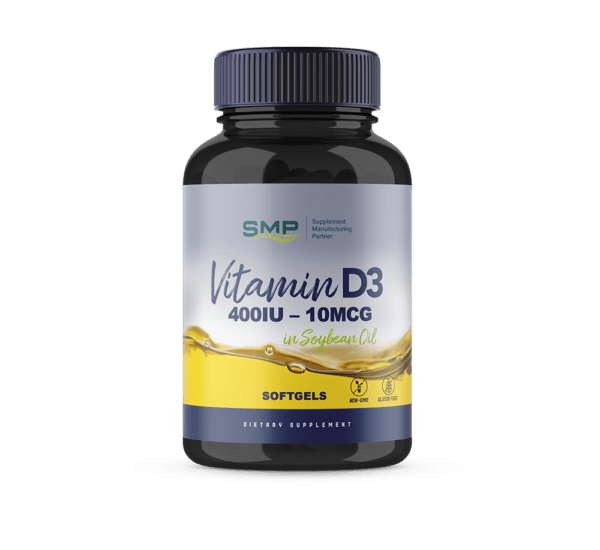 SMP
Supplement
Manufacturing
Partner
Vitamin D3
400IU – 10MCG
in Soybean Oil
SOFTGELS
NON-GMO
GLUTEN FREE
DIETARY SUPPLEMENT